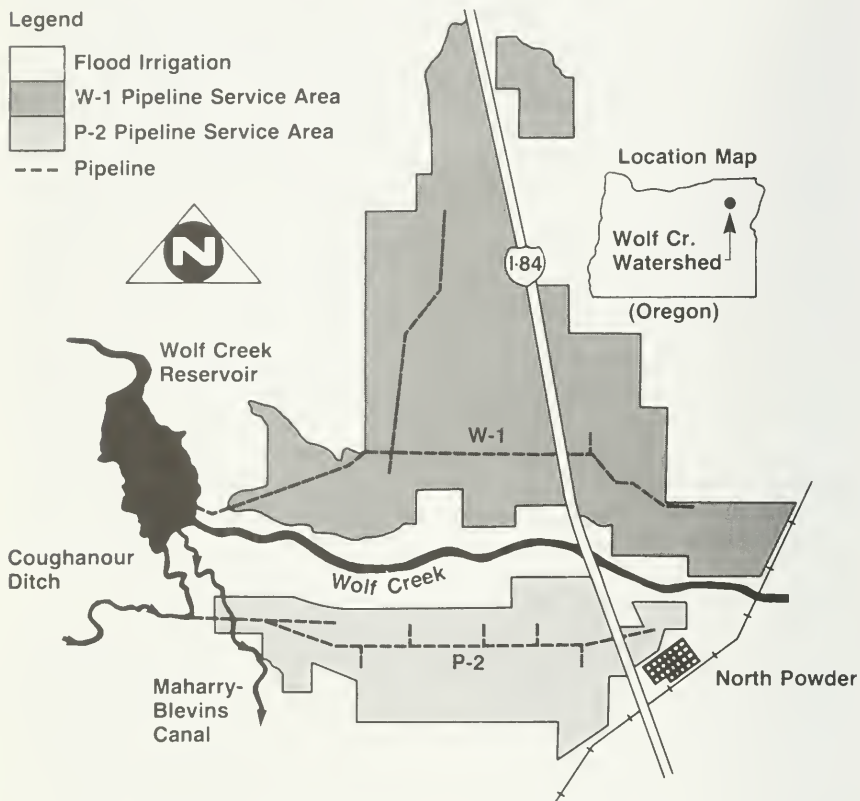 Legend
Flood Irrigation
W-1 Pipeline Service Area
P-2 Pipeline Service Area
Pipeline
N
Location Map
Wolf Cr.
Watershed
(Oregon)
I-84
Wolf Creek
Reservoir
W-1
Coughanour
Ditch
Wolf Creek
P-2
North Powder
Maharry-
Blevins
Canal